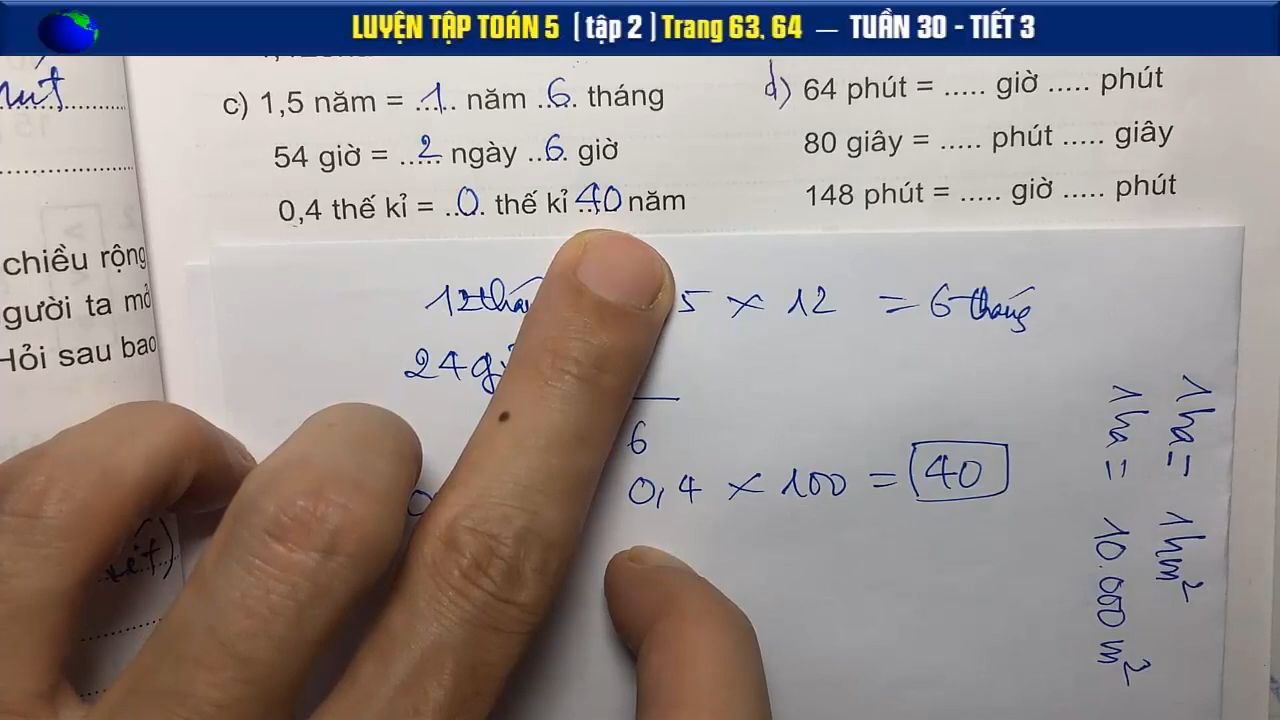 LUYỆN TẬP TOÁN 5 ( tập 2 ) Trang 63, 64 — TUẦN 30 - TIẾT 3
c) 1,5 năm = .1... năm ..6. tháng
54 giờ = ..2.. ngày ..6. giờ
0,4 thế kỉ = ..0. thế kỉ 40 năm
d) 64 phút = ..... giờ ..... phút
80 giây = ..... phút ..... giây
148 phút = ..... giờ ..... phút
chiều rộng
gười ta mở
Hỏi sau bao
5 × 12 = 6 tháng
6
0,4 × 100 = 40
1ha = 1hm²
1ha = 10.000 m²